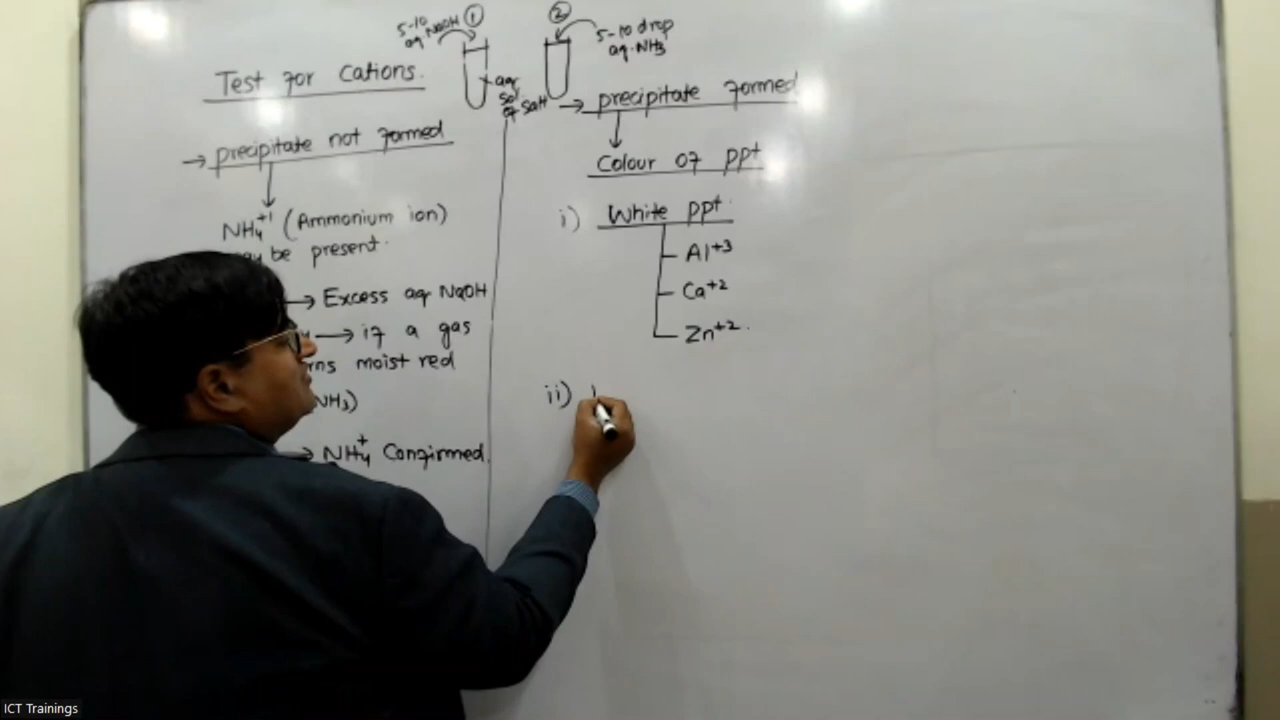 5-10
aq NaOH
①
②
5-10 drop
aq. NH3
Test for Cations.
aq
sol
of salt
→ precipitate not formed
NH4+1 (Ammonium ion)
be present.
→ Excess aq NaOH
→ if a gas
rns moist red
NH3)
→ NH4+ Confirmed.
→ precipitate formed
Colour of ppt
i) White ppt.
Al+3
Ca+2
Zn+2.
ii)
ICT Trainings